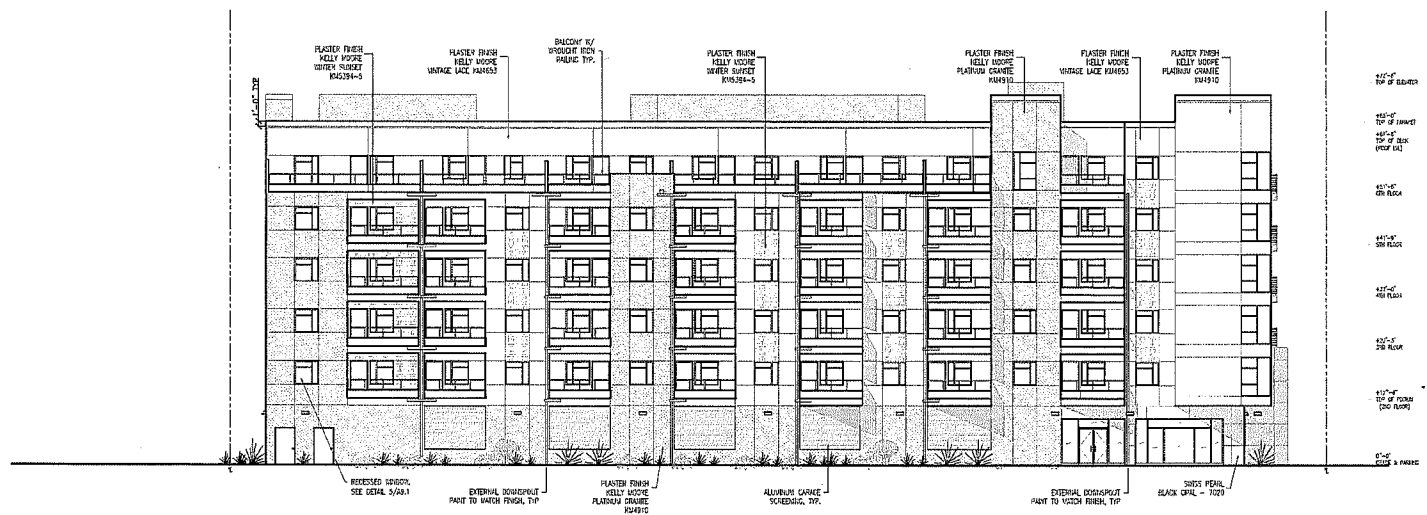 PLASTER FINISH
KELLY MOORE
WINTER SUNSET
KM5394-5
PLASTER FINISH
KELLY MOORE
VINTAGE LACE KM4653
BALCONY W/
WROUGHT IRON
RAILING TYP.
PLASTER FINISH
KELLY MOORE
WINTER SUNSET
KM5394-5
PLASTER FINISH
KELLY MOORE
PLATINUM GRANITE
KM4910
PLASTER FINISH
KELLY MOORE
VINTAGE LACE KM4653
PLASTER FINISH
KELLY MOORE
PLATINUM GRANITE
KM4910
TOP OF ELEVATOR
TOP OF PARAPET
TOP OF DECK
6TH FLOOR
+41'-9"
5TH FLOOR
4TH FLOOR
3RD FLOOR
TOP OF PODIUM
(2ND FLOOR)
0'-0"
RECESSED WINDOW,
SEE DETAIL 5/A9.1
EXTERNAL DOWNSPOUT
PAINT TO MATCH FINISH, TYP
PLASTER FINISH
KELLY MOORE
PLATINUM GRANITE
KM4910
ALUMINUM GARAGE
SCREENING, TYP.
EXTERNAL DOWNSPOUT
PAINT TO MATCH FINISH, TYP
SWISS PEARL
BLACK OPAL - 7020